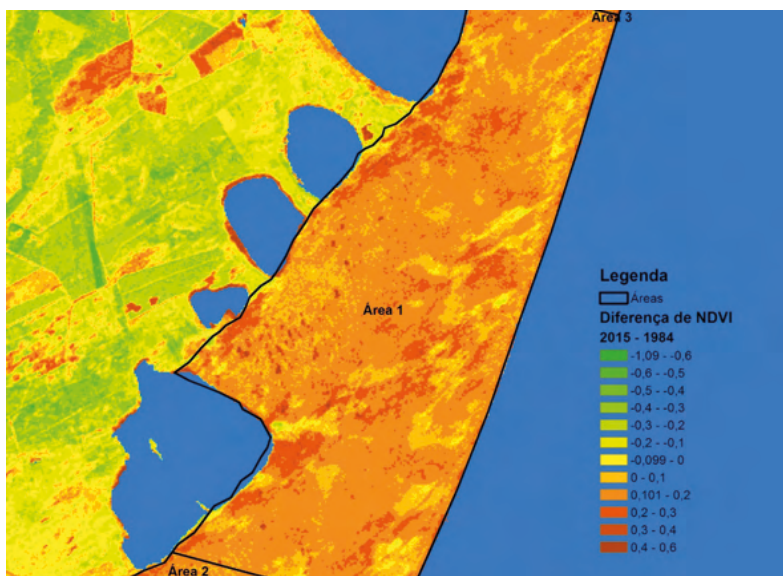 Área 3
Área 1
Área 2
Legenda
Áreas
Diferença de NDVI
2015 - 1984
-1,09 - -0,6
-0,6 - -0,5
-0,5 - -0,4
-0,4 - -0,3
-0,3 - -0,2
-0,2 - -0,1
-0,099 - 0
0 - 0,1
0,101 - 0,2
0,2 - 0,3
0,3 - 0,4
0,4 - 0,6